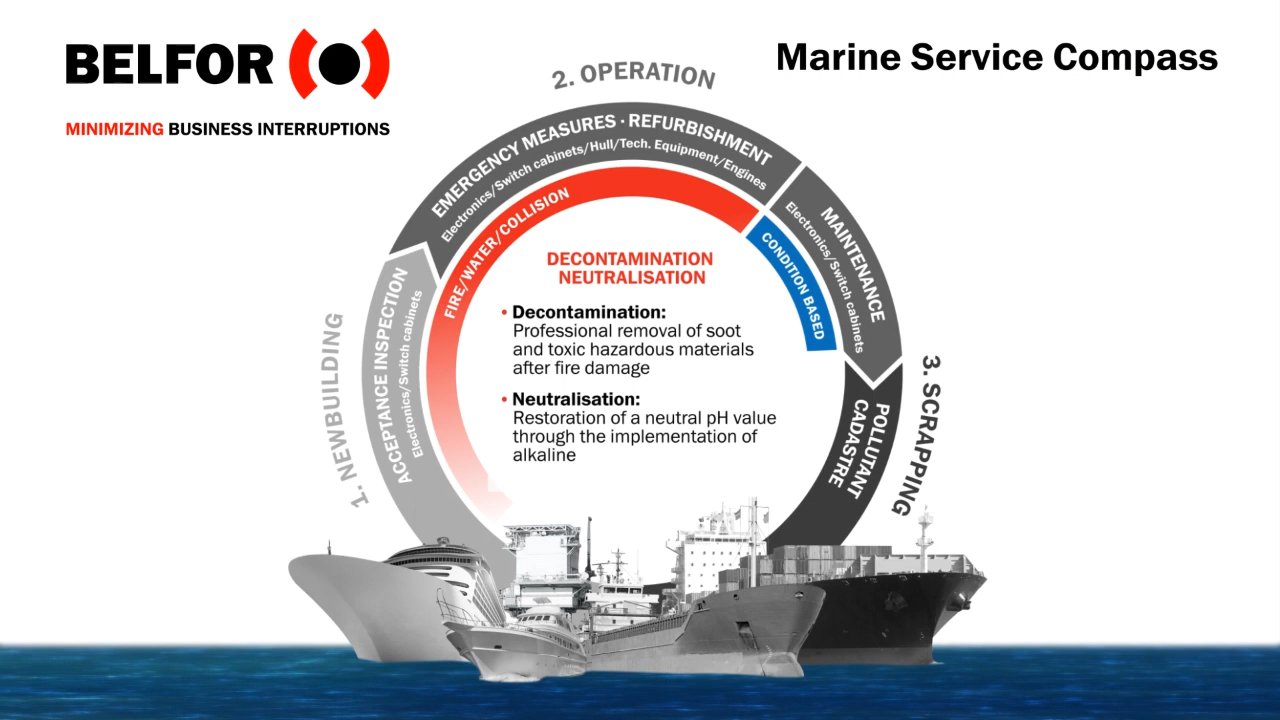 BELFOR
MINIMIZING BUSINESS INTERRUPTIONS
Marine Service Compass
1. NEWBUILDING
ACCEPTANCE INSPECTION
Electronics/Switch cabinets
2. OPERATION
EMERGENCY MEASURES · REFURBISHMENT
Electronics/Switch cabinets/Hull/Tech. Equipment/Engines
FIRE/WATER/COLLISION
MAINTENANCE
Electronics/Switch cabinets
CONDITION BASED
3. SCRAPPING
POLLUTANT
CADASTRE
DECONTAMINATION
NEUTRALISATION
• Decontamination:
Professional removal of soot
and toxic hazardous materials
after fire damage
• Neutralisation:
Restoration of a neutral pH value
through the implementation of
alkaline